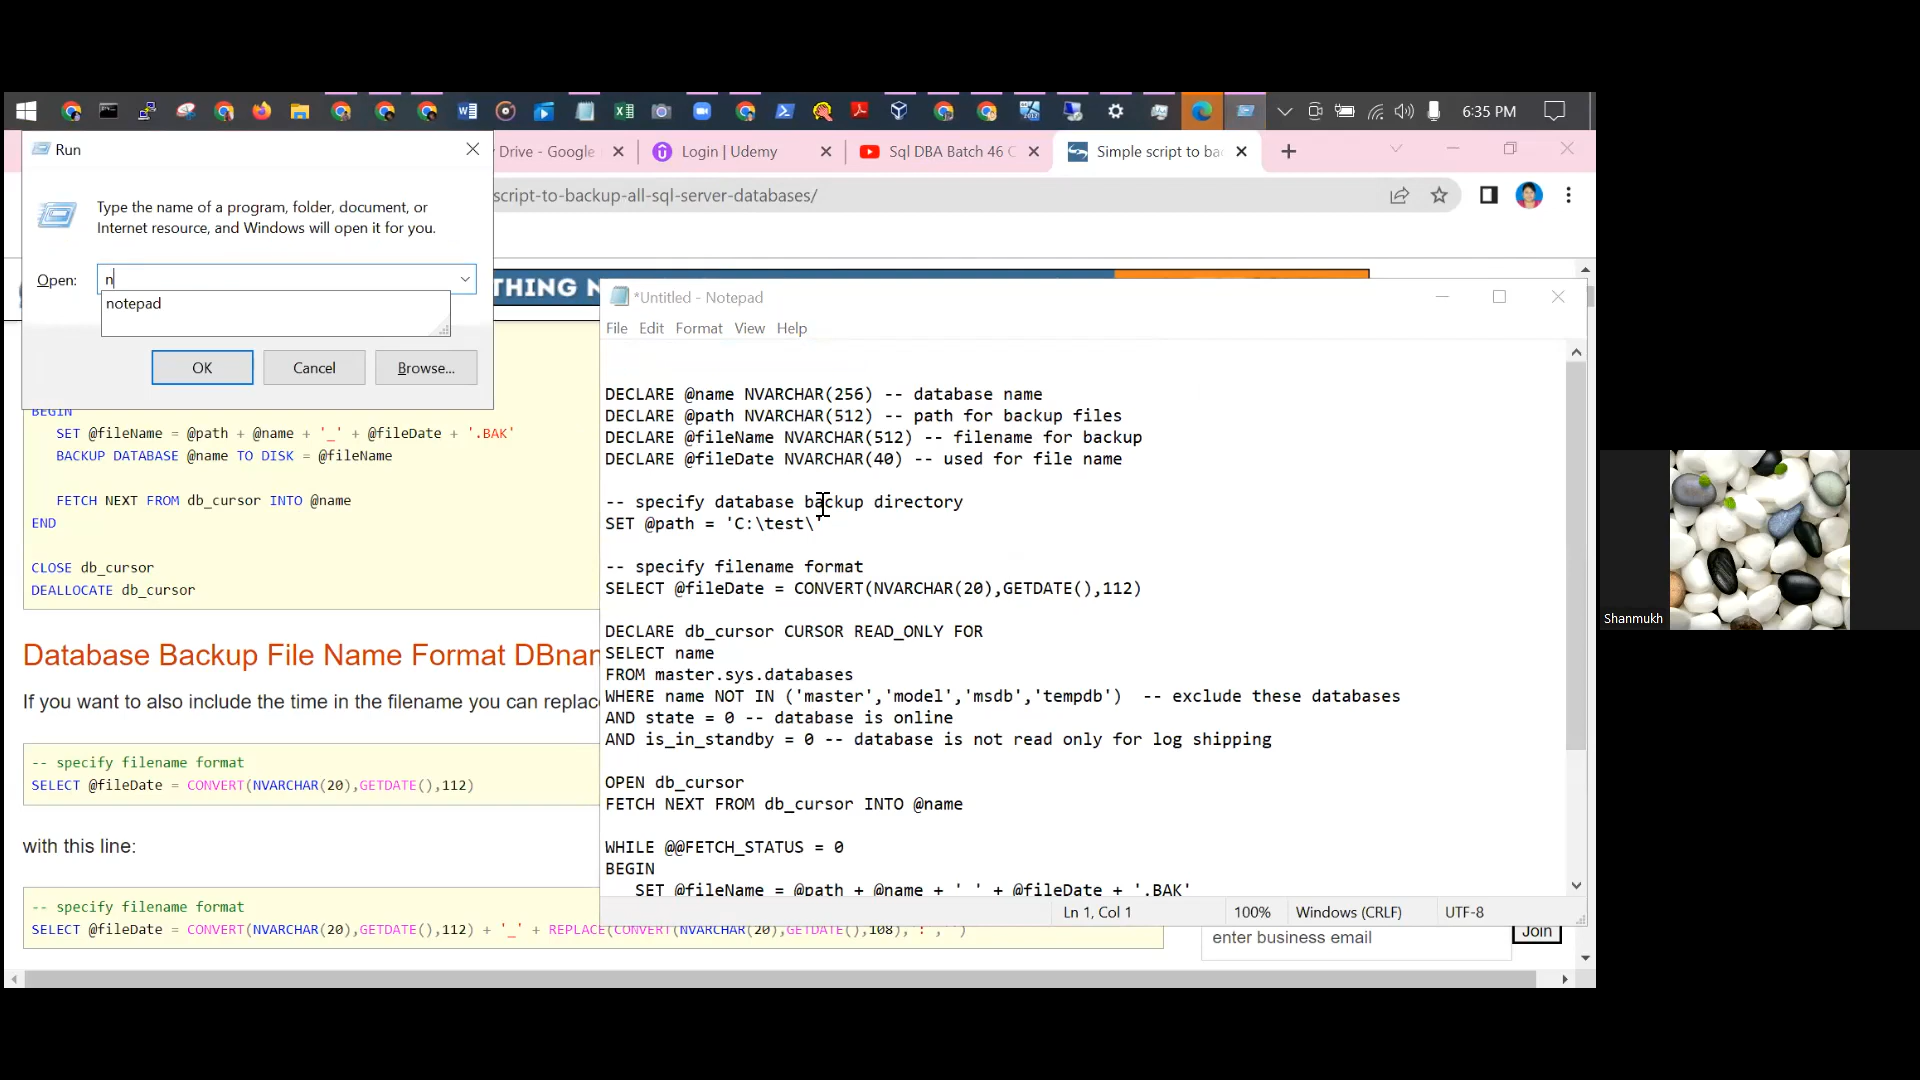 6:35 PM
Drive - Google
Login | Udemy
Sql DBA Batch 46 C
Simple script to ba
script-to-backup-all-sql-server-databases/
Run
Type the name of a program, folder, document, or
Internet resource, and Windows will open it for you.
Open:
n
notepad
OK
Cancel
Browse...
THING N
BEGIN
SET @fileName = @path + @name + '_' + @fileDate + '.BAK'
BACKUP DATABASE @name TO DISK = @fileName
FETCH NEXT FROM db_cursor INTO @name
END
CLOSE db_cursor
DEALLOCATE db_cursor
Database Backup File Name Format DBnam
If you want to also include the time in the filename you can replac
-- specify filename format
SELECT @fileDate = CONVERT(NVARCHAR(20),GETDATE(),112)
with this line:
-- specify filename format
SELECT @fileDate = CONVERT(NVARCHAR(20),GETDATE(),112) + '_' + REPLACE(CONVERT(NVARCHAR(20),GETDATE(),108),':','')
*Untitled - Notepad
File Edit Format View Help
DECLARE @name NVARCHAR(256) -- database name
DECLARE @path NVARCHAR(512) -- path for backup files
DECLARE @fileName NVARCHAR(512) -- filename for backup
DECLARE @fileDate NVARCHAR(40) -- used for file name
-- specify database backup directory
SET @path = 'C:\test\'
-- specify filename format
SELECT @fileDate = CONVERT(NVARCHAR(20),GETDATE(),112)
DECLARE db_cursor CURSOR READ_ONLY FOR
SELECT name
FROM master.sys.databases
WHERE name NOT IN ('master','model','msdb','tempdb')  -- exclude these databases
AND state = 0 -- database is online
AND is_in_standby = 0 -- database is not read only for log shipping
OPEN db_cursor
FETCH NEXT FROM db_cursor INTO @name
WHILE @@FETCH_STATUS = 0
BEGIN
SET @fileName = @path + @name + '_' + @fileDate + '.BAK'
Ln 1, Col 1
100%
Windows (CRLF)
UTF-8
enter business email
Join
Shanmukh